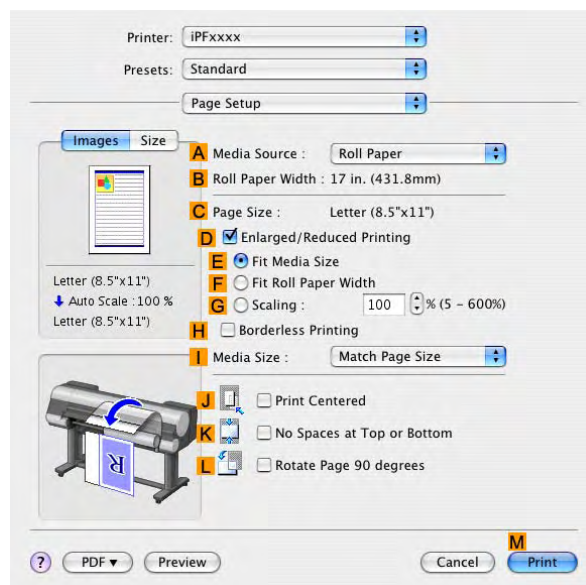 Printer: iPFxxxx
Presets: Standard
Page Setup
Images Size
A Media Source : Roll Paper
B Roll Paper Width : 17 in. (431.8mm)
C Page Size : Letter (8.5"x11")
D Enlarged/Reduced Printing
E Fit Media Size
F Fit Roll Paper Width
G Scaling : 100 % (5 - 600%)
Letter (8.5"x11")
Auto Scale :100 %
Letter (8.5"x11")
H Borderless Printing
I Media Size : Match Page Size
J Print Centered
K No Spaces at Top or Bottom
L Rotate Page 90 degrees
R
M
? PDF Preview Cancel Print